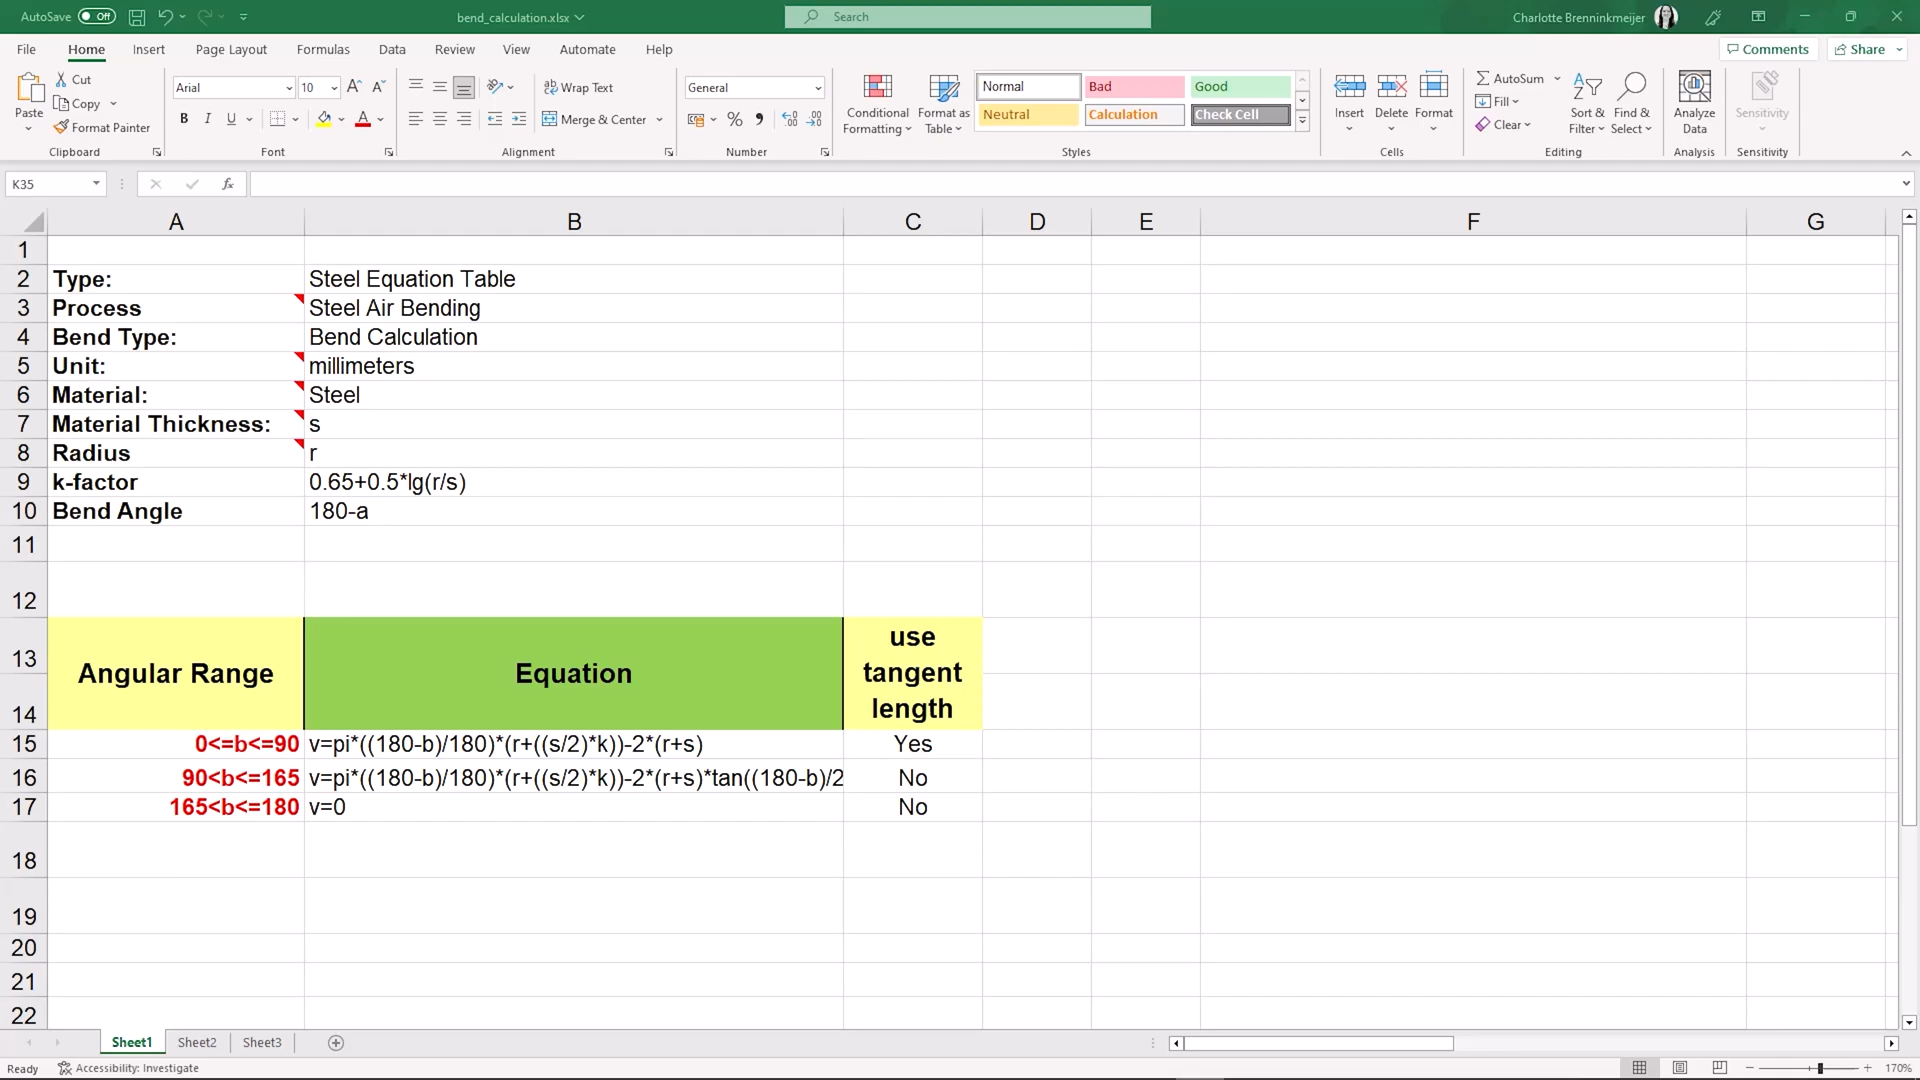 AutoSave Off bend_calculation.xlsx Search Charlotte Brenninkmeijer
File Home Insert Page Layout Formulas Data Review View Automate Help Comments Share
Paste Cut Copy Format Painter Clipboard
Arial 10 A A B I U A Font
Wrap Text Merge & Center Alignment
General % Number
Conditional Formatting Format as Table Normal Bad Good Neutral Calculation Check Cell Styles
Insert Delete Format Cells
AutoSum Fill Clear Sort & Filter Find & Select Editing
Analyze Data Analysis
Sensitivity Sensitivity
K35 fx
A B C D E F G
1
2 Type: Steel Equation Table
3 Process Steel Air Bending
4 Bend Type: Bend Calculation
5 Unit: millimeters
6 Material: Steel
7 Material Thickness: s
8 Radius r
9 k-factor 0.65+0.5*lg(r/s)
10 Bend Angle 180-a
11
12
13 Angular Range Equation use
tangent
14 length
15 0<=b<=90 v=pi*((180-b)/180)*(r+((s/2)*k))-2*(r+s) Yes
16 90<b<=165 v=pi*((180-b)/180)*(r+((s/2)*k))-2*(r+s)*tan((180-b)/2 No
17 165<b<=180 v=0 No
18
19
20
21
22
Sheet1 Sheet2 Sheet3
Ready Accessibility: Investigate 170%